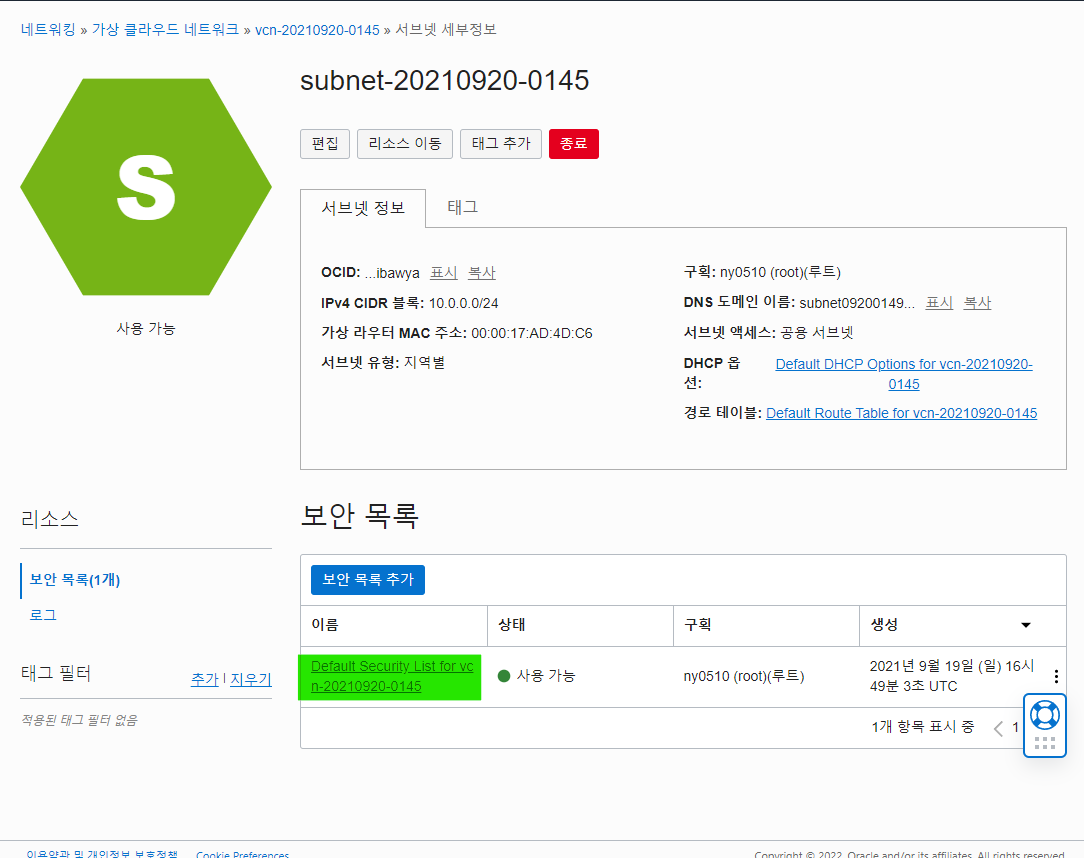 네트워킹 » 가상 클라우드 네트워크 » vcn-20210920-0145 » 서브넷 세부정보
S
사용 가능
subnet-20210920-0145
편집 리소스 이동 태그 추가 종료
서브넷 정보 태그
OCID: ...ibawya 표시 복사
IPv4 CIDR 블록: 10.0.0.0/24
가상 라우터 MAC 주소: 00:00:17:AD:4D:C6
서브넷 유형: 지역별
구획: ny0510 (root)(루트)
DNS 도메인 이름: subnet09200149... 표시 복사
서브넷 액세스: 공용 서브넷
DHCP 옵션: Default DHCP Options for vcn-20210920-
0145
경로 테이블: Default Route Table for vcn-20210920-0145
리소스
보안 목록(1개)
로그
태그 필터 추가 | 지우기
적용된 태그 필터 없음
보안 목록
보안 목록 추가
이름 상태 구획 생성
Default Security List for vc
n-20210920-0145
사용 가능
ny0510 (root)(루트)
2021년 9월 19일 (일) 16시
49분 3초 UTC
1개 항목 표시 중 1
이용약관 및 개인정보 보호정책 Cookie Preferences
Copyright © 2022, Oracle and/or its affiliates. All rights reserved.